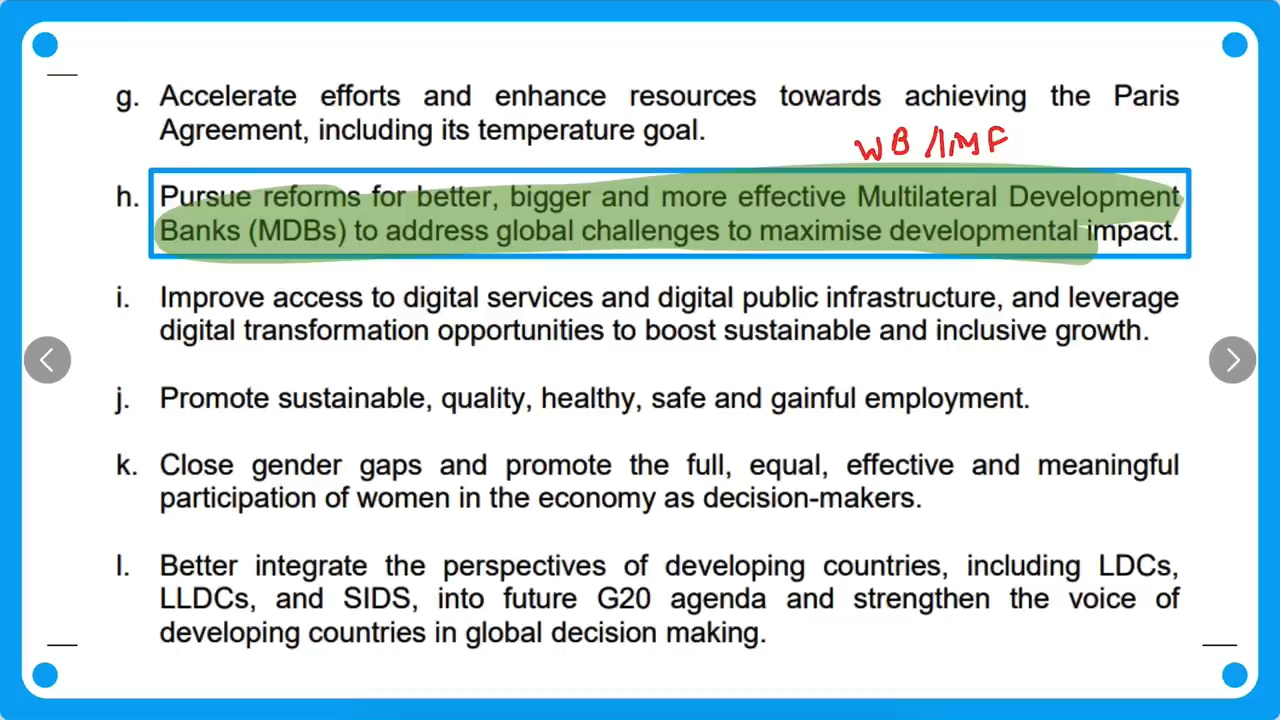 g. Accelerate efforts and enhance resources towards achieving the Paris
Agreement, including its temperature goal.
WB/IMF
h. Pursue reforms for better, bigger and more effective Multilateral Development
Banks (MDBs) to address global challenges to maximise developmental impact.
i. Improve access to digital services and digital public infrastructure, and leverage
digital transformation opportunities to boost sustainable and inclusive growth.
j. Promote sustainable, quality, healthy, safe and gainful employment.
k. Close gender gaps and promote the full, equal, effective and meaningful
participation of women in the economy as decision-makers.
l. Better integrate the perspectives of developing countries, including LDCs,
LLDCs, and SIDS, into future G20 agenda and strengthen the voice of
developing countries in global decision making.